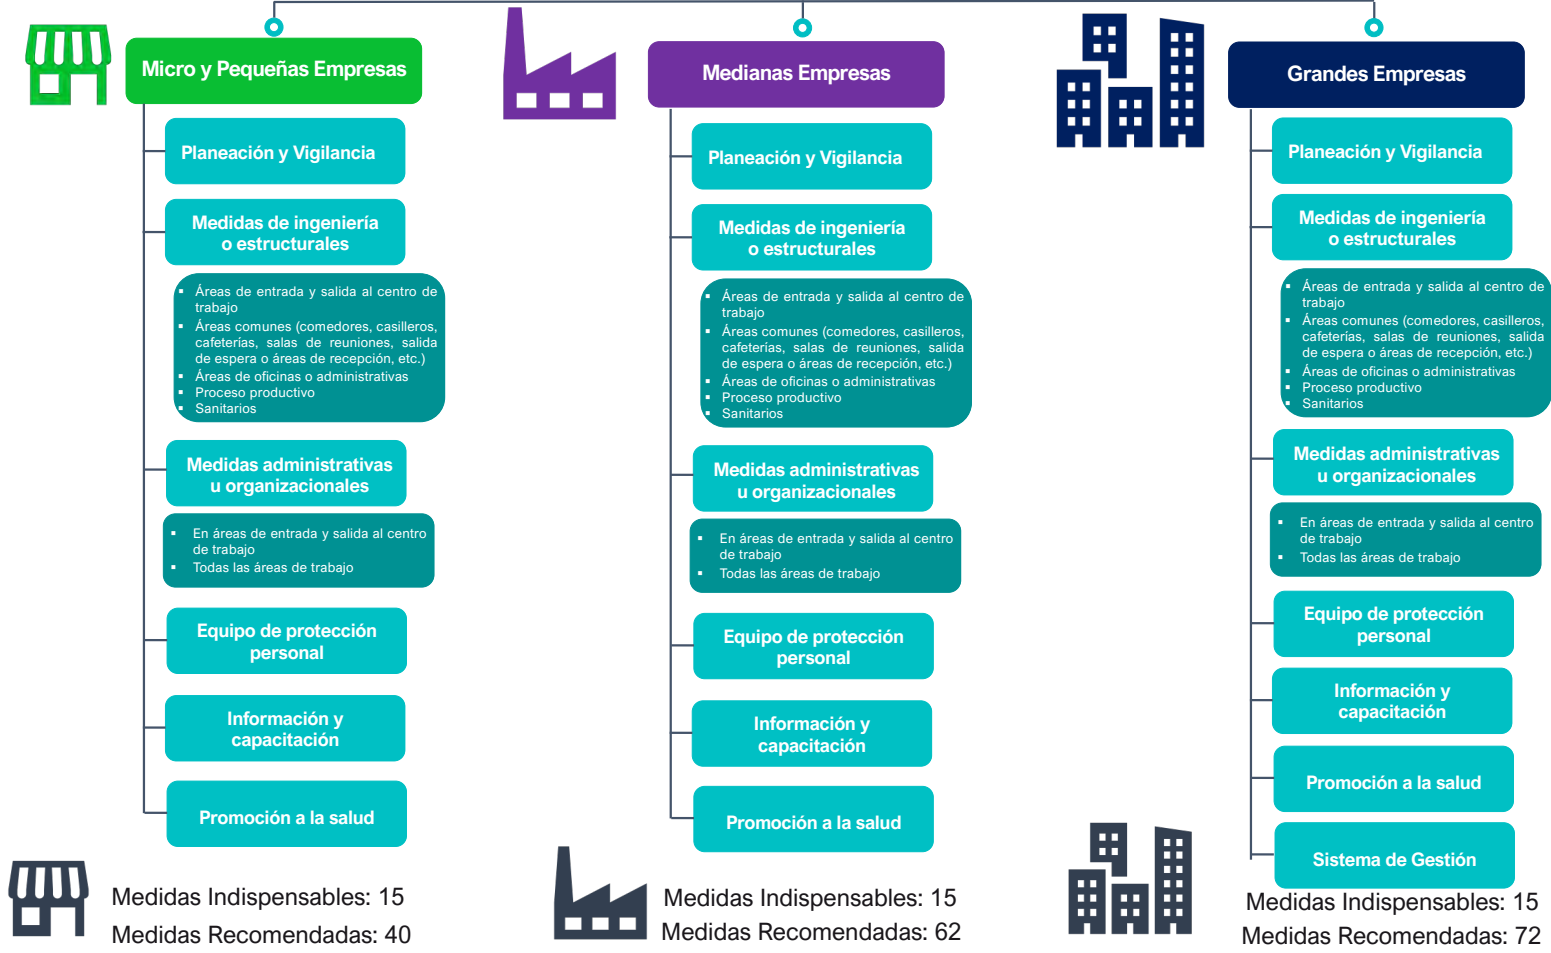 Micro y Pequeñas Empresas
Planeación y Vigilancia
Medidas de ingeniería
o estructurales
▪ Áreas de entrada y salida al centro de
trabajo
▪ Áreas comunes (comedores, casilleros,
cafeterías, salas de reuniones, salida
de espera o áreas de recepción, etc.)
▪ Áreas de oficinas o administrativas
▪ Proceso productivo
▪ Sanitarios
Medidas administrativas
u organizacionales
▪ En áreas de entrada y salida al centro
de trabajo
▪ Todas las áreas de trabajo
Equipo de protección
personal
Información y
capacitación
Promoción a la salud
Medidas Indispensables: 15
Medidas Recomendadas: 40
Medianas Empresas
Planeación y Vigilancia
Medidas de ingeniería
o estructurales
▪ Áreas de entrada y salida al centro de
trabajo
▪ Áreas comunes (comedores, casilleros,
cafeterías, salas de reuniones, salida
de espera o áreas de recepción, etc.)
▪ Áreas de oficinas o administrativas
▪ Proceso productivo
▪ Sanitarios
Medidas administrativas
u organizacionales
▪ En áreas de entrada y salida al centro
de trabajo
▪ Todas las áreas de trabajo
Equipo de protección
personal
Información y
capacitación
Promoción a la salud
Medidas Indispensables: 15
Medidas Recomendadas: 62
Grandes Empresas
Planeación y Vigilancia
Medidas de ingeniería
o estructurales
▪ Áreas de entrada y salida al centro de
trabajo
▪ Áreas comunes (comedores, casilleros,
cafeterías, salas de reuniones, salida
de espera o áreas de recepción, etc.)
▪ Áreas de oficinas o administrativas
▪ Proceso productivo
▪ Sanitarios
Medidas administrativas
u organizacionales
▪ En áreas de entrada y salida al centro
de trabajo
▪ Todas las áreas de trabajo
Equipo de protección
personal
Información y
capacitación
Promoción a la salud
Sistema de Gestión
Medidas Indispensables: 15
Medidas Recomendadas: 72